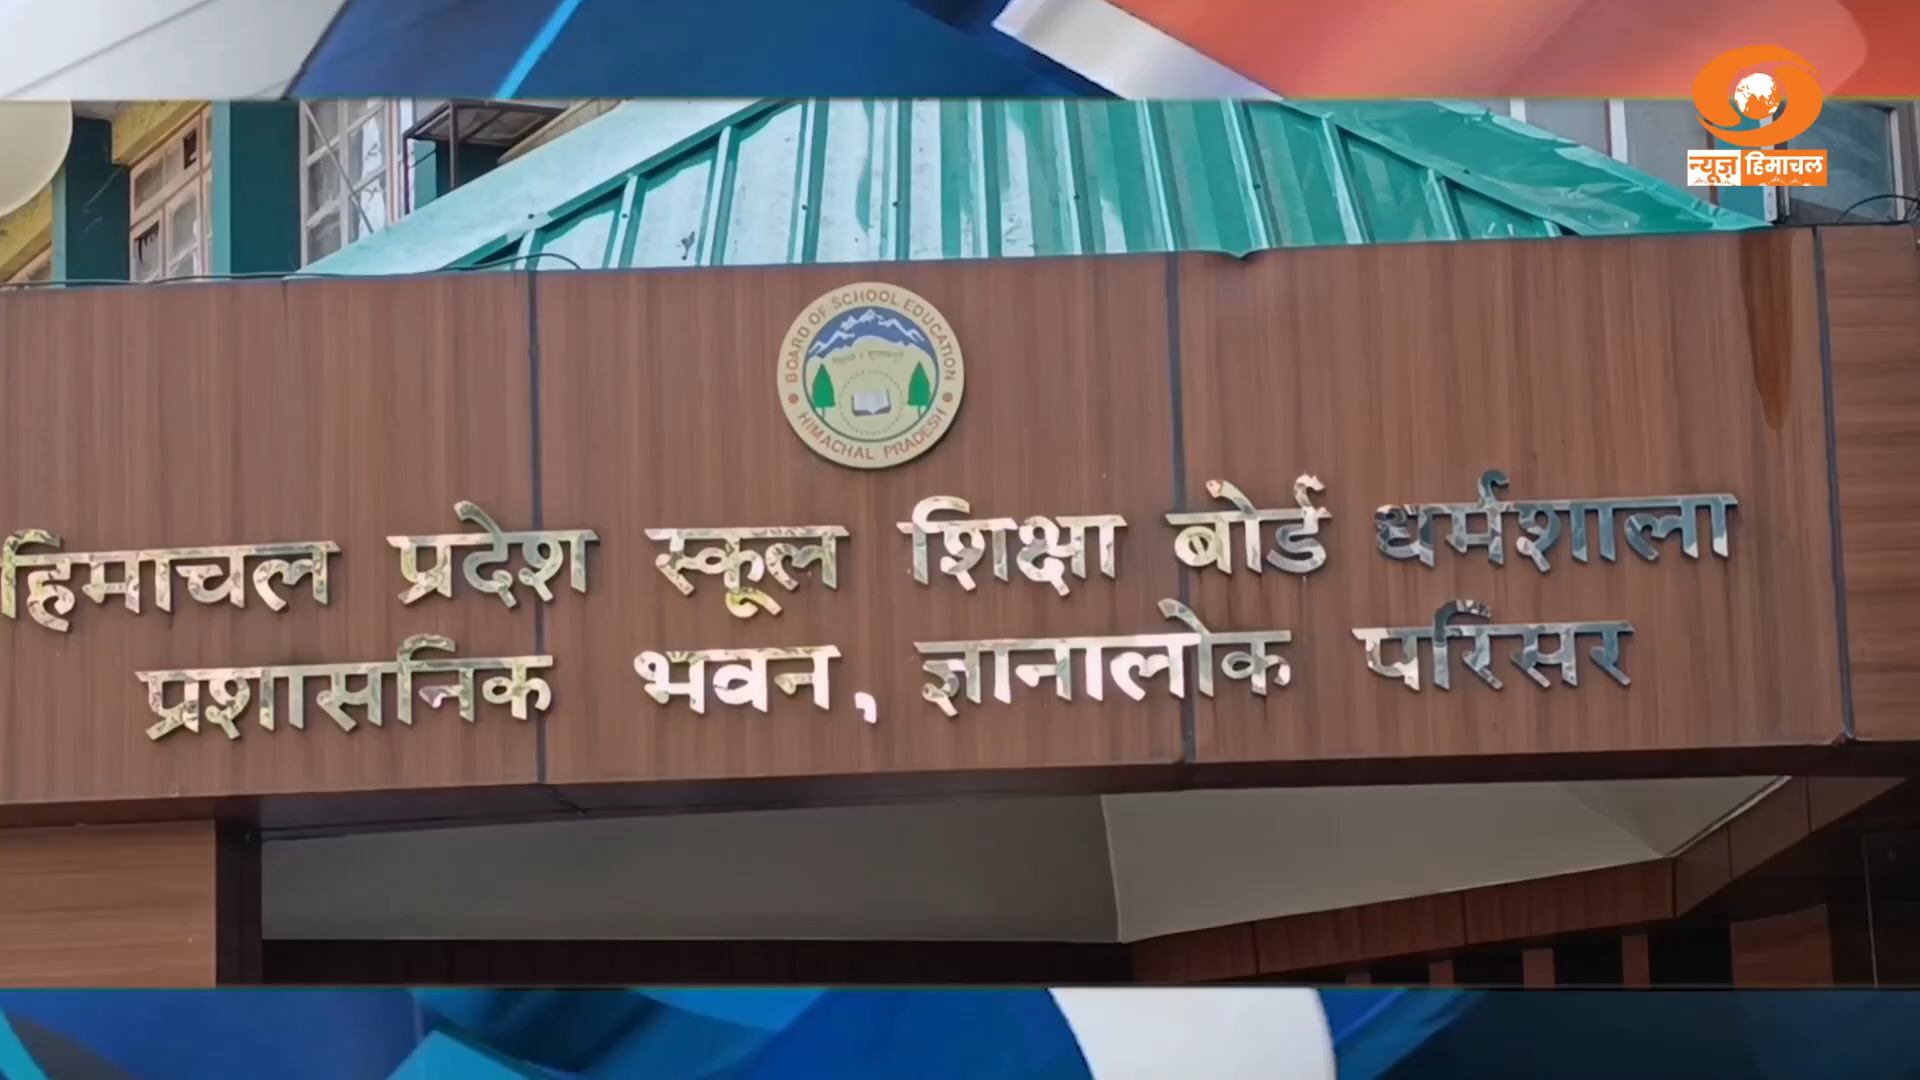 न्यूज़ हिमाचल
BOARD OF SCHOOL EDUCATION
HIMACHAL PRADESH
हिमाचल प्रदेश स्कूल शिक्षा बोर्ड धर्मशाला
प्रशासनिक भवन, ज्ञानालोक परिसर